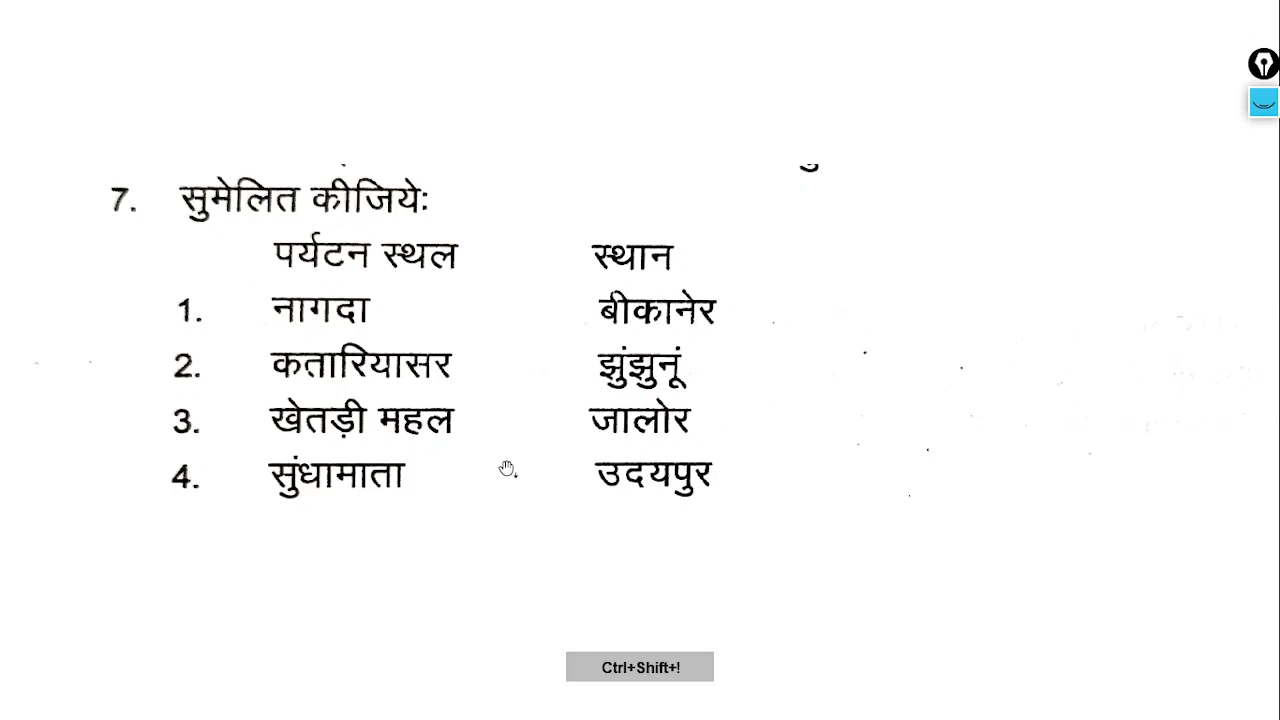 7. सुमेलित कीजिये:
पर्यटन स्थल स्थान
1. नागदा बीकानेर
2. कतारियासर झुंझुनूं
3. खेतड़ी महल जालोर
4. सुंधामाता उदयपुर
Ctrl+Shift+!